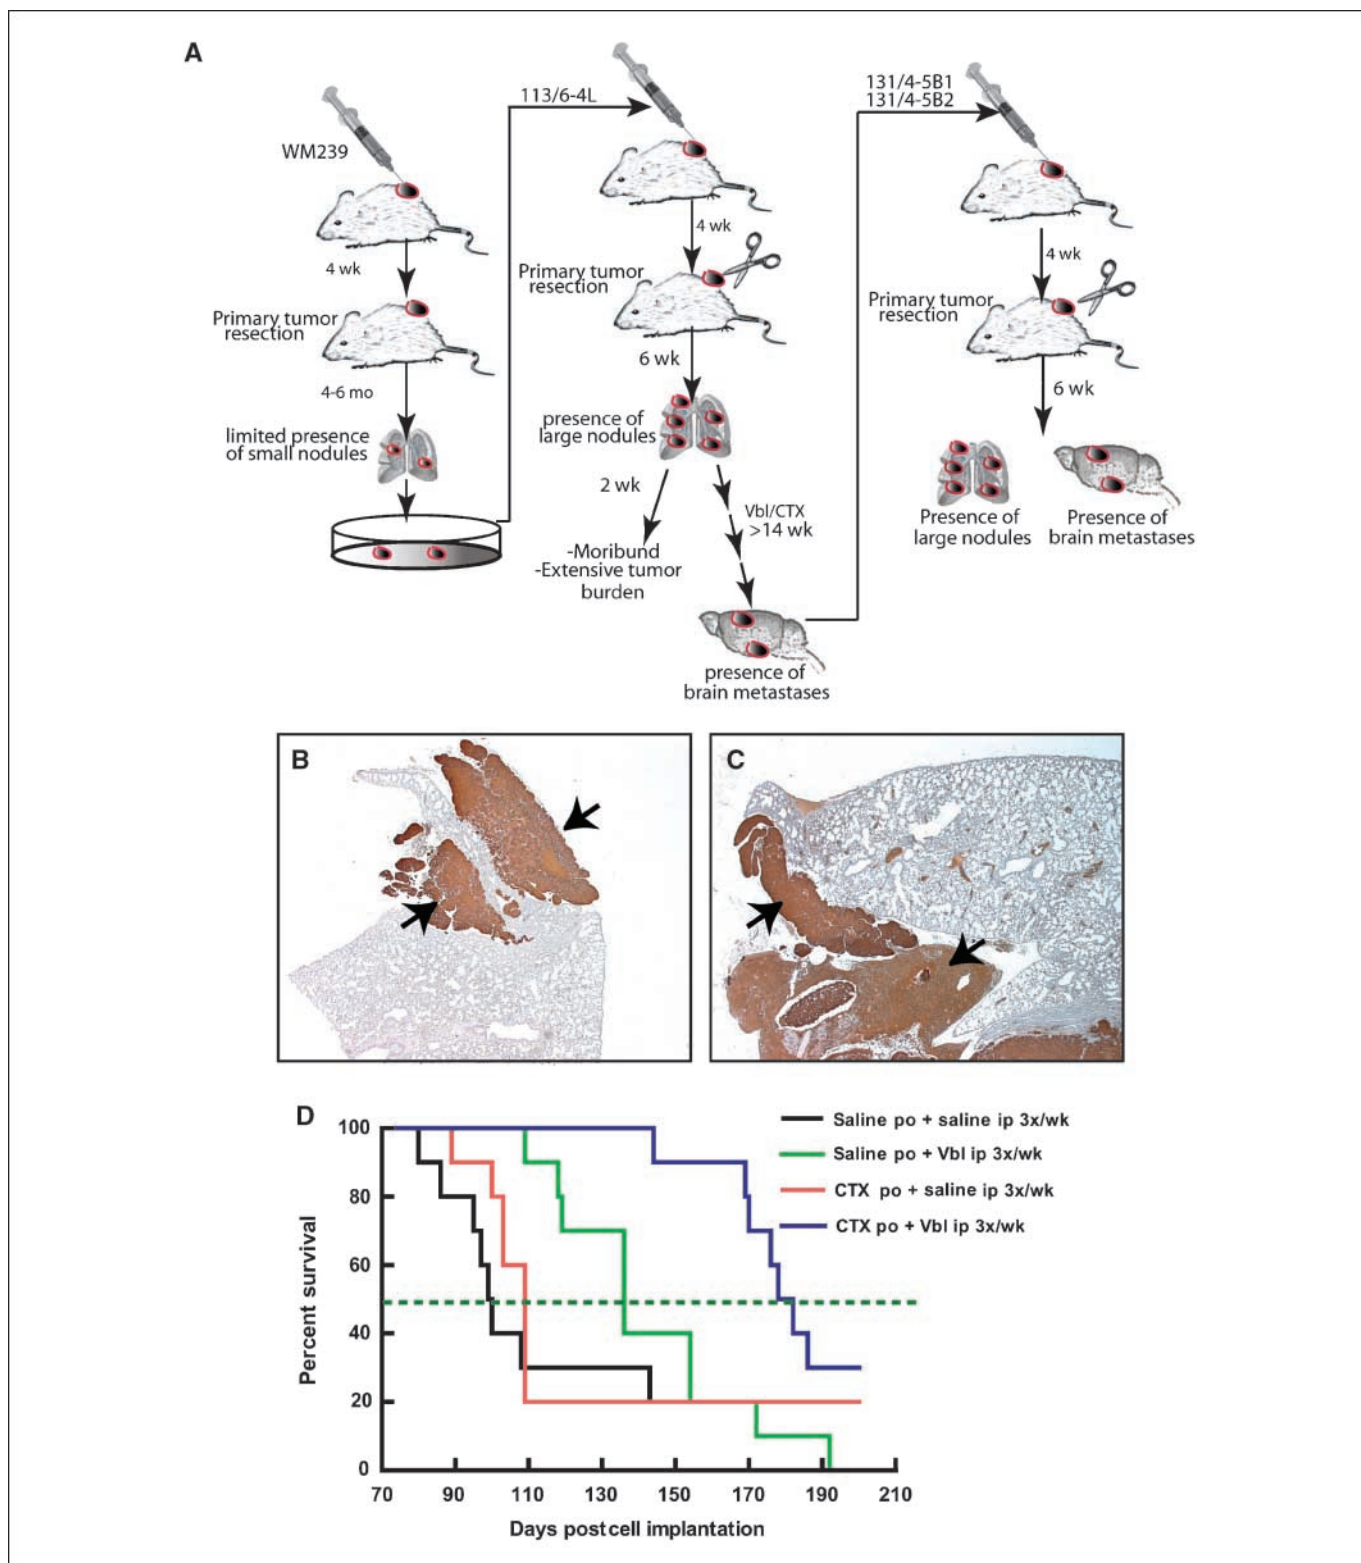 A
WM239
4 wk
Primary tumor
resection
4-6 mo
limited presence
of small nodules
113/6-4L
4 wk
Primary tumor
resection
6 wk
presence of
large nodules
2 wk
-Moribund
-Extensive tumor
burden
Vbl/CTX
>14 wk
presence of
brain metastases
131/4-5B1
131/4-5B2
4 wk
Primary tumor
resection
6 wk
Presence of
large nodules
Presence of
brain metastases
B
C
D
Saline po + saline ip 3x/wk
Saline po + Vbl ip 3x/wk
CTX po + saline ip 3x/wk
CTX po + Vbl ip 3x/wk
Percent survival
100
80
60
40
20
0
70 90 110 130 150 170 190 210
Days post cell implantation